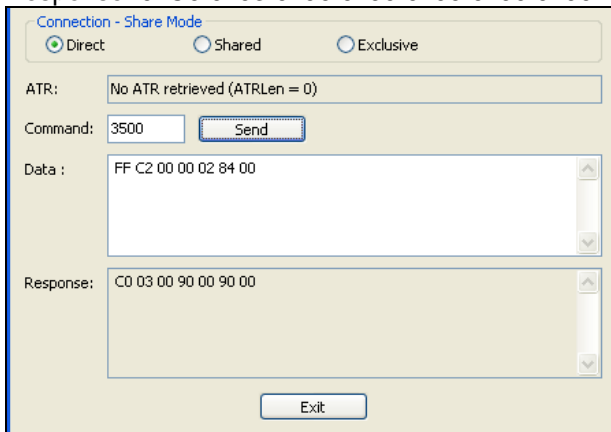 Connection - Share Mode
Direct Shared Exclusive
ATR: No ATR retrieved (ATRLen = 0)
Command: 3500 Send
Data : FF C2 00 00 02 84 00
Response: C0 03 00 90 00 90 00
Exit